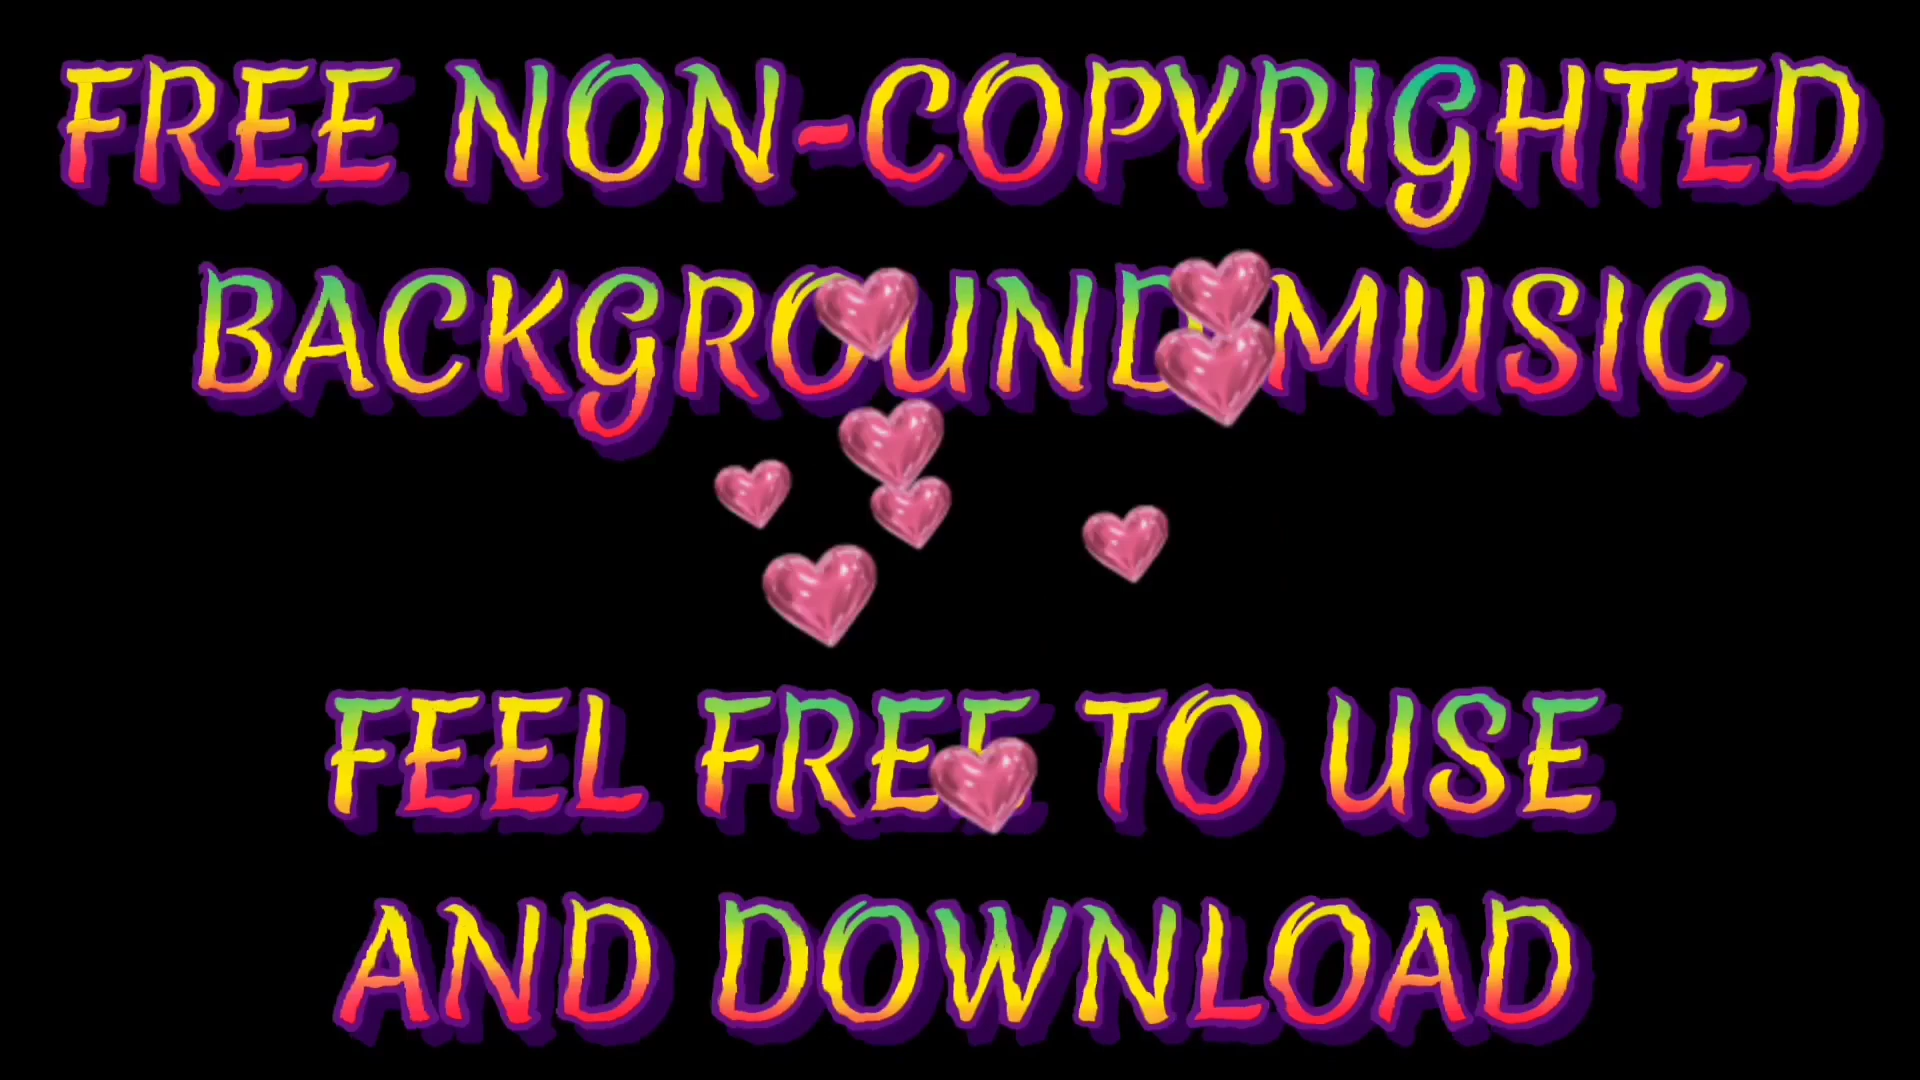 FREE NON-COPYRIGHTED
BACKGROUND MUSIC
FEEL FREE TO USE
AND DOWNLOAD